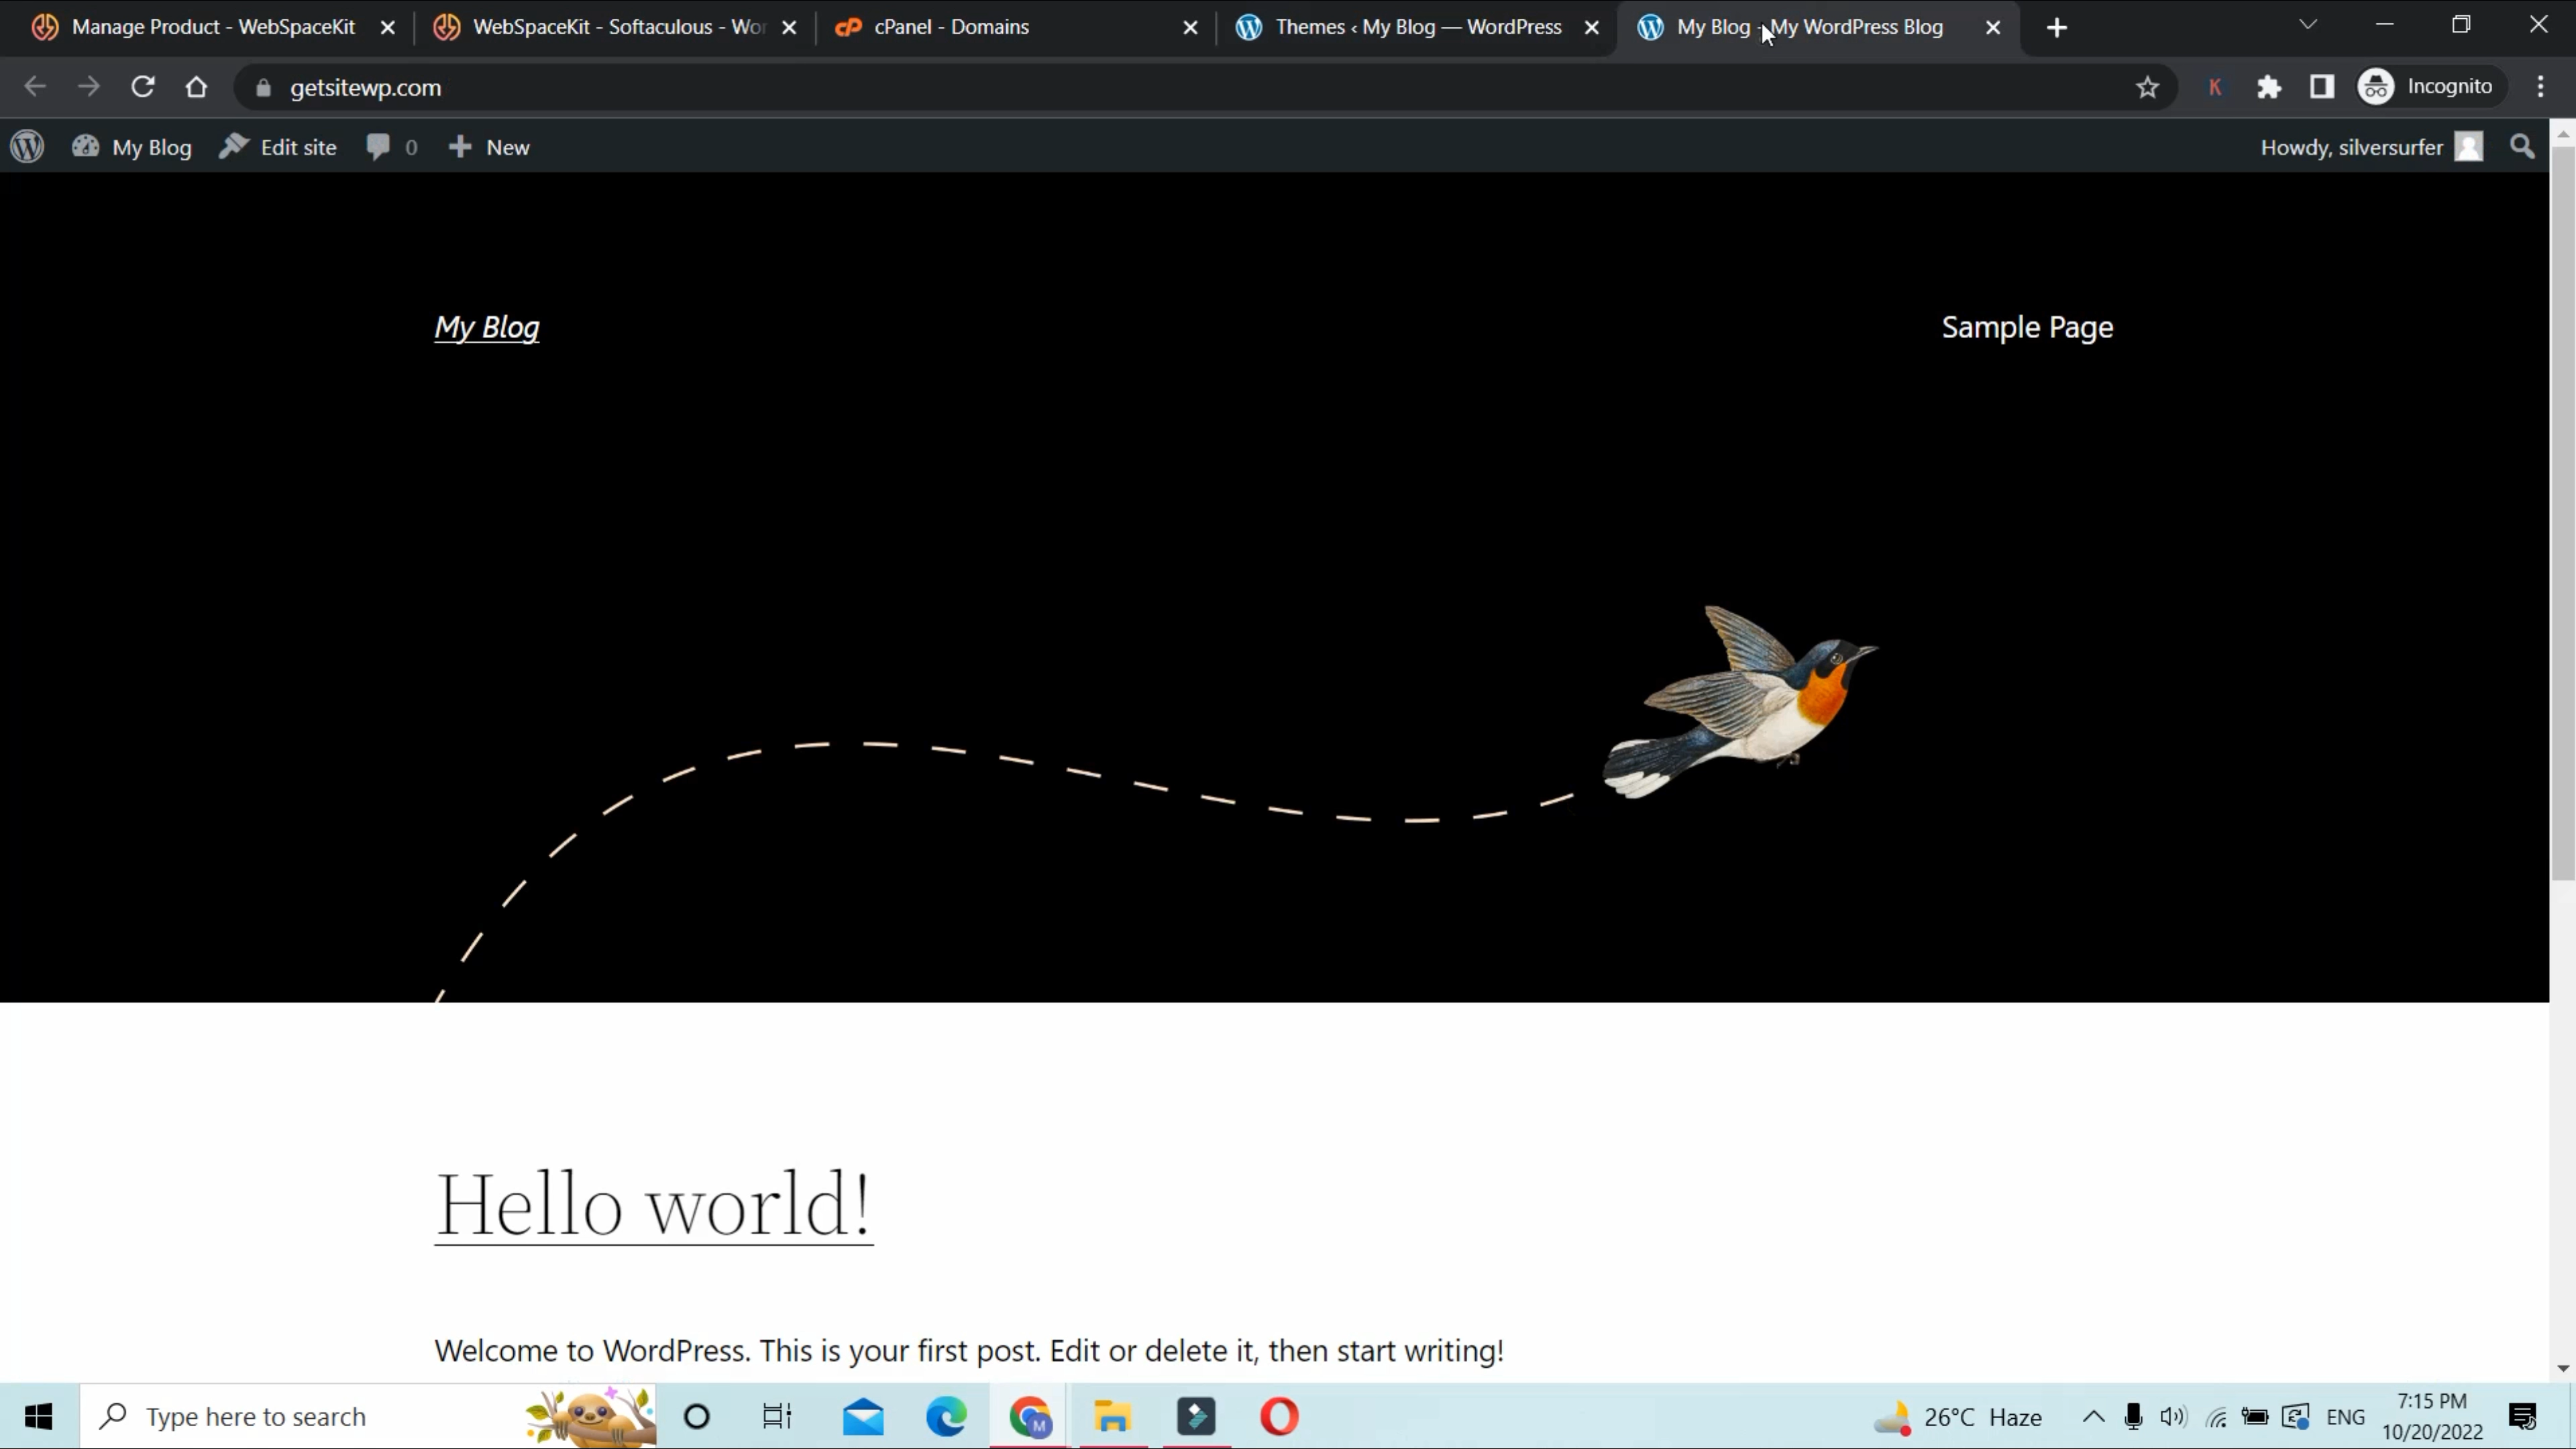 Manage Product - WebSpaceKit
WebSpaceKit - Softaculous - Wor
cPanel - Domains
Themes ‹ My Blog — WordPress
My Blog - My WordPress Blog
getsitewp.com
K
Incognito
My Blog
Edit site
0
New
Howdy, silversurfer
My Blog
Sample Page
Hello world!
Welcome to WordPress. This is your first post. Edit or delete it, then start writing!
Type here to search
M
26°C Haze
ENG
7:15 PM
10/20/2022